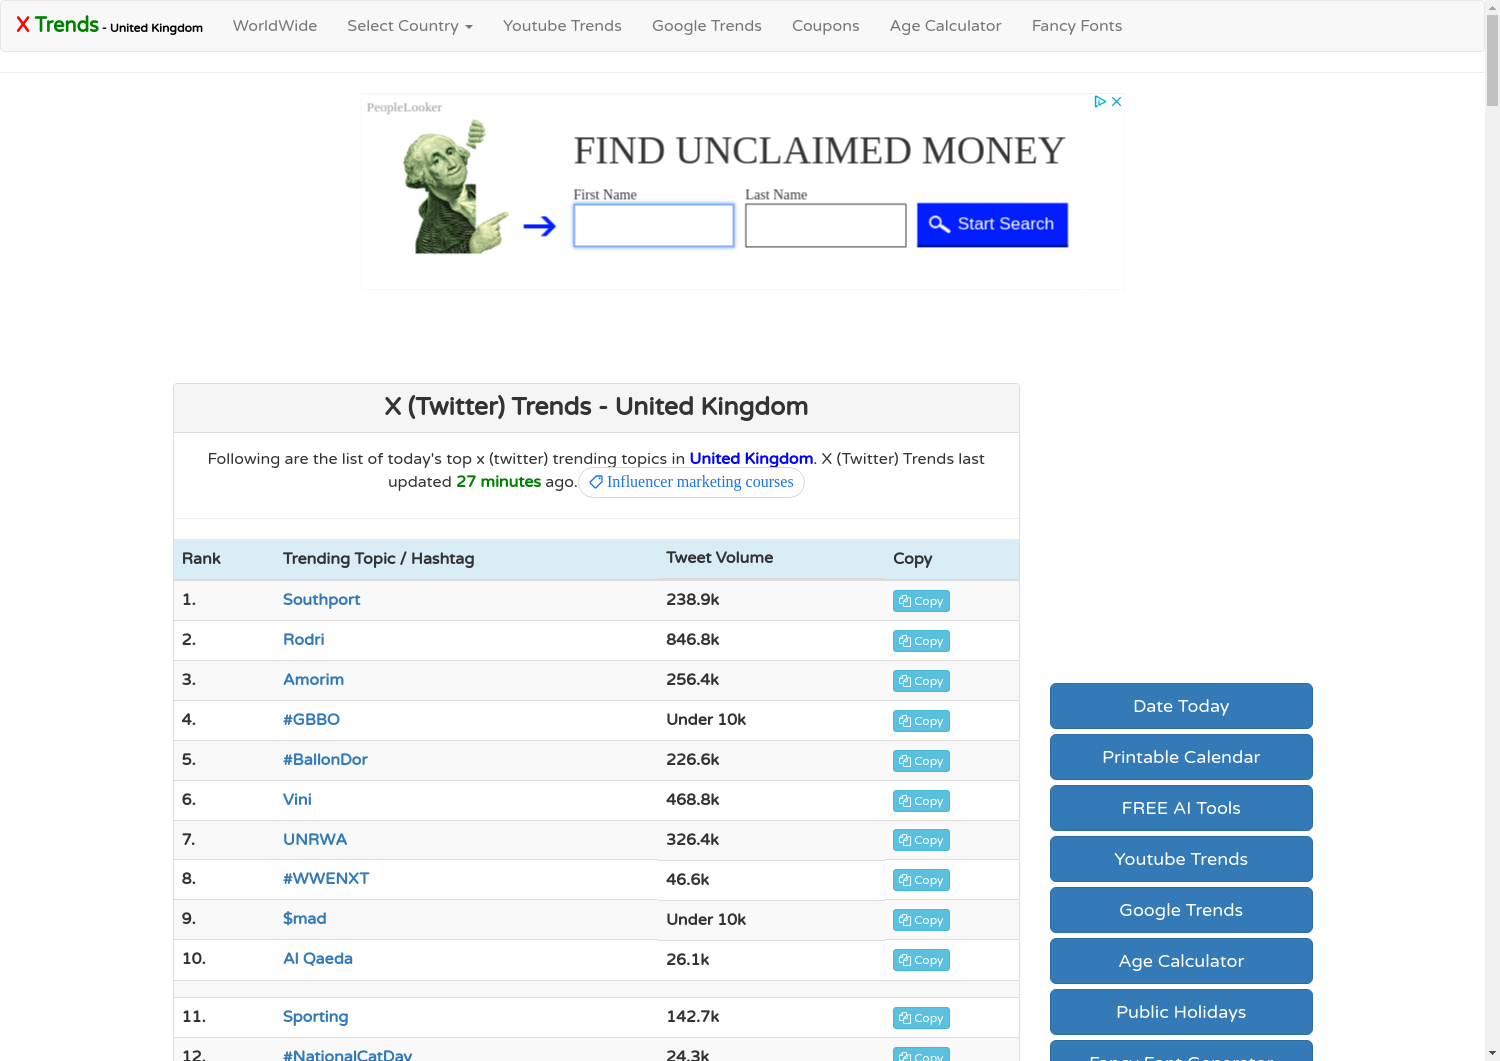 X Trends - United Kingdom WorldWide Select Country Youtube Trends Google Trends Coupons Age Calculator Fancy Fonts
PeopleLooker
FIND UNCLAIMED MONEY
First Name Last Name
Start Search
X (Twitter) Trends - United Kingdom
Following are the list of today's top x (twitter) trending topics in United Kingdom. X (Twitter) Trends last
updated 27 minutes ago. Influencer marketing courses
Rank Trending Topic / Hashtag Tweet Volume Copy
1. Southport 238.9k Copy
2. Rodri 846.8k Copy
3. Amorim 256.4k Copy
4. #GBBO Under 10k Copy
5. #BallonDor 226.6k Copy
6. Vini 468.8k Copy
7. UNRWA 326.4k Copy
8. #WWENXT 46.6k Copy
9. $mad Under 10k Copy
10. Al Qaeda 26.1k Copy
11. Sporting 142.7k Copy
12. #NationalCatDay 24.3k Copy
Date Today
Printable Calendar
FREE AI Tools
Youtube Trends
Google Trends
Age Calculator
Public Holidays
Fancy Font Generator